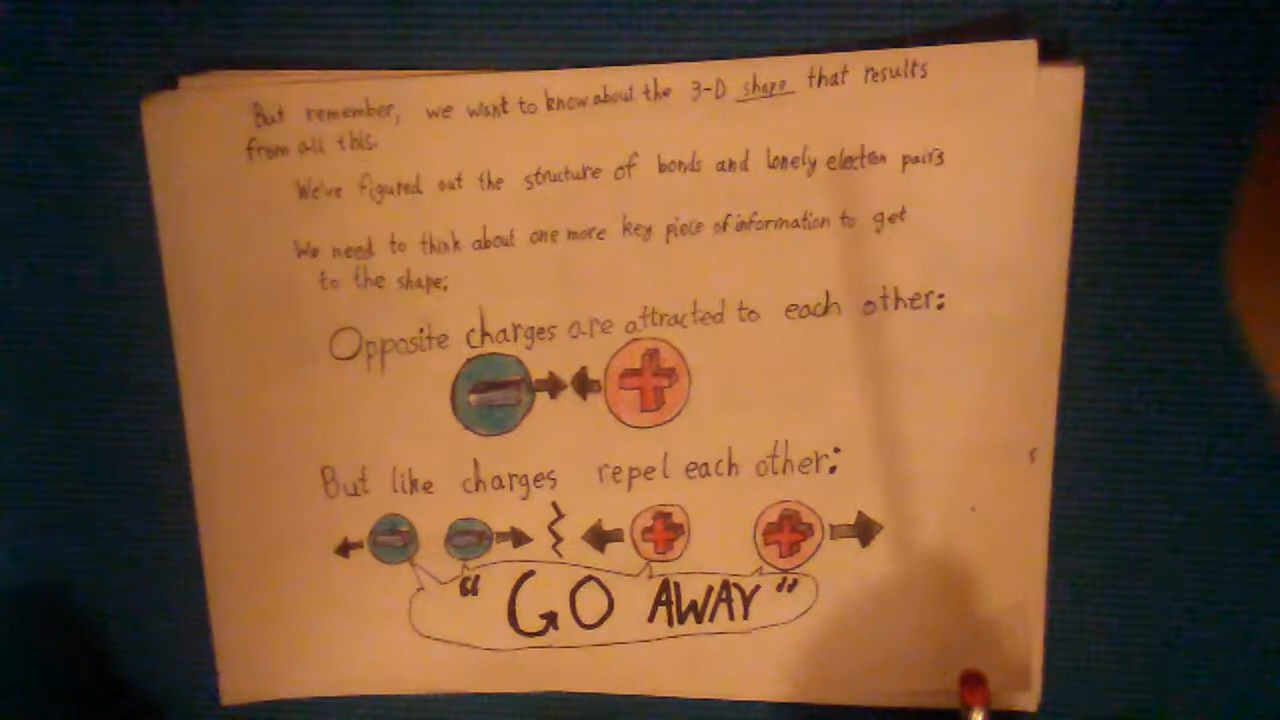 But remember, we want to know about the 3-D shape that results
from all this.
We've figured out the structure of bonds and lonely electon pairs
We need to think about one more key piece of information to get
to the shape:
Opposite charges are attracted to each other:
But like charges repel each other:
"GO AWAY"